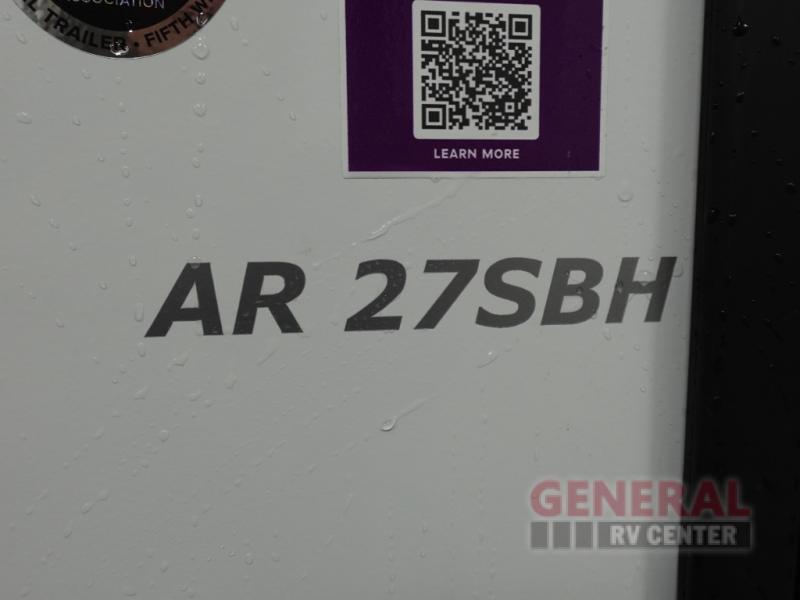 ASSOCIATION
TRAILER • FIFTH
LEARN MORE
AR 27SBH
GENERAL
RV CENTER